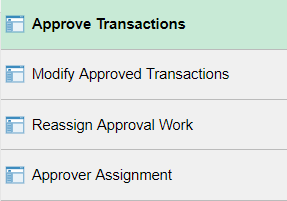 Approve Transactions
Modify Approved Transactions
Reassign Approval Work
Approver Assignment